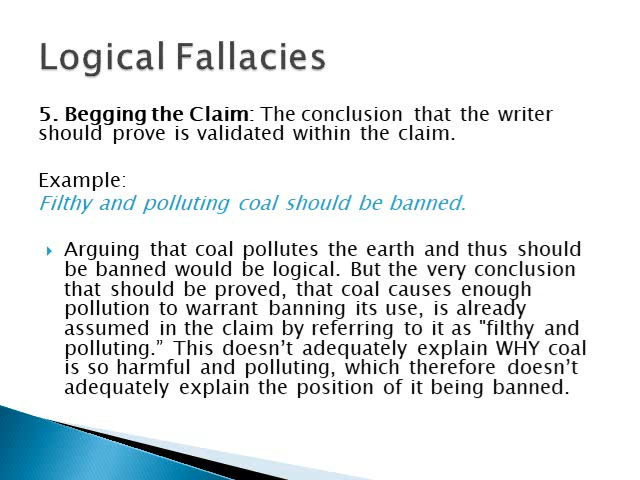 Logical Fallacies
5. Begging the Claim: The conclusion that the writer
should prove is validated within the claim.
Example:
Filthy and polluting coal should be banned.
Arguing that coal pollutes the earth and thus should
be banned would be logical. But the very conclusion
that should be proved, that coal causes enough
pollution to warrant banning its use, is already
assumed in the claim by referring to it as "filthy and
polluting.” This doesn’t adequately explain WHY coal
is so harmful and polluting, which therefore doesn’t
adequately explain the position of it being banned.